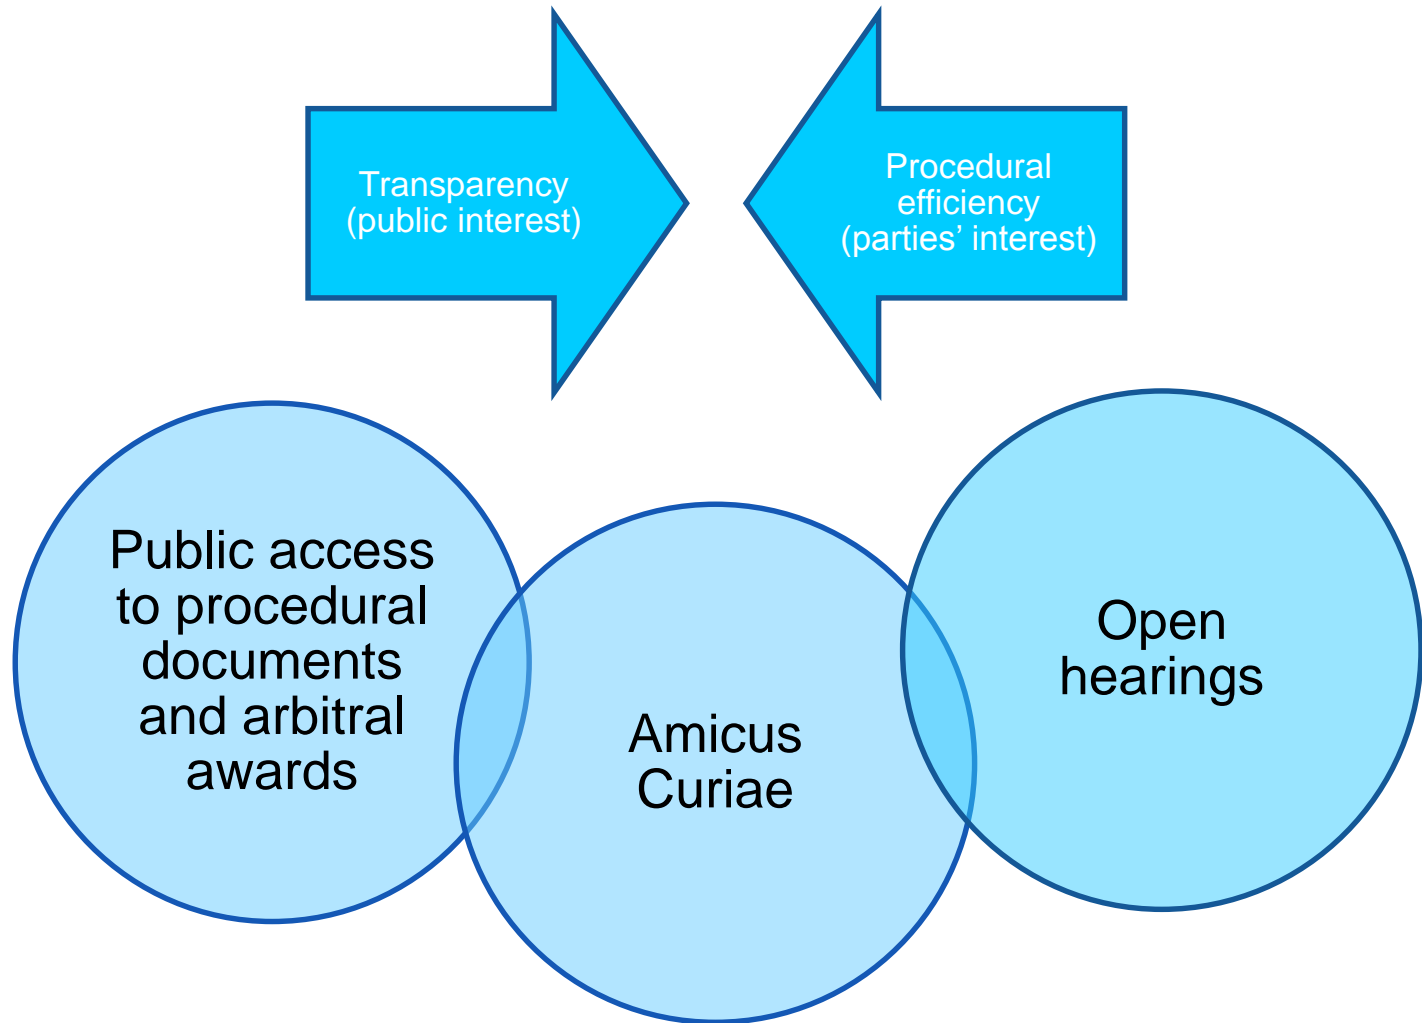 Transparency
(public interest)
Procedural
efficiency
(parties’ interest)
Public access
to procedural
documents
and arbitral
awards
Amicus
Curiae
Open
hearings